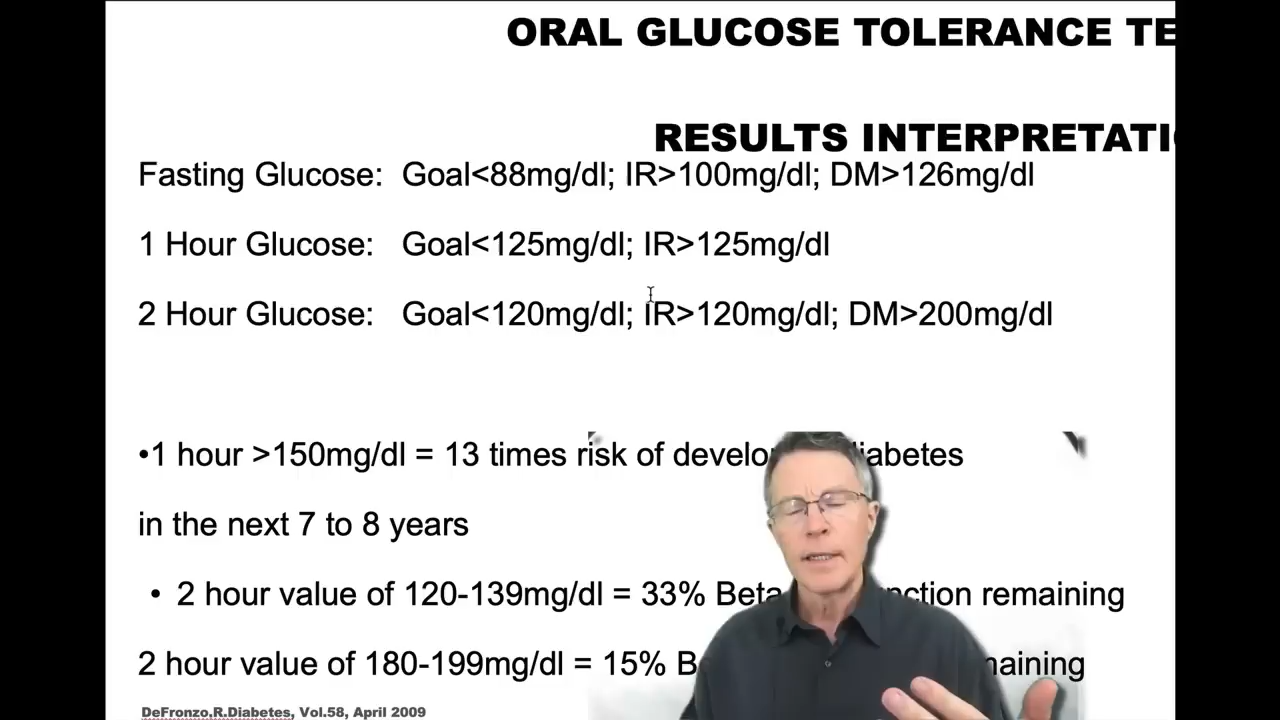 ORAL GLUCOSE TOLERANCE TE
RESULTS INTERPRETATI
Fasting Glucose: Goal<88mg/dl; IR>100mg/dl; DM>126mg/dl
1 Hour Glucose: Goal<125mg/dl; IR>125mg/dl
2 Hour Glucose: Goal<120mg/dl; IR>120mg/dl; DM>200mg/dl
•1 hour >150mg/dl = 13 times risk of develo iabetes
in the next 7 to 8 years
• 2 hour value of 120-139mg/dl = 33% Beta nction remaining
2 hour value of 180-199mg/dl = 15% B maining
DeFronzo.R.Diabetes, Vol.58, April 2009